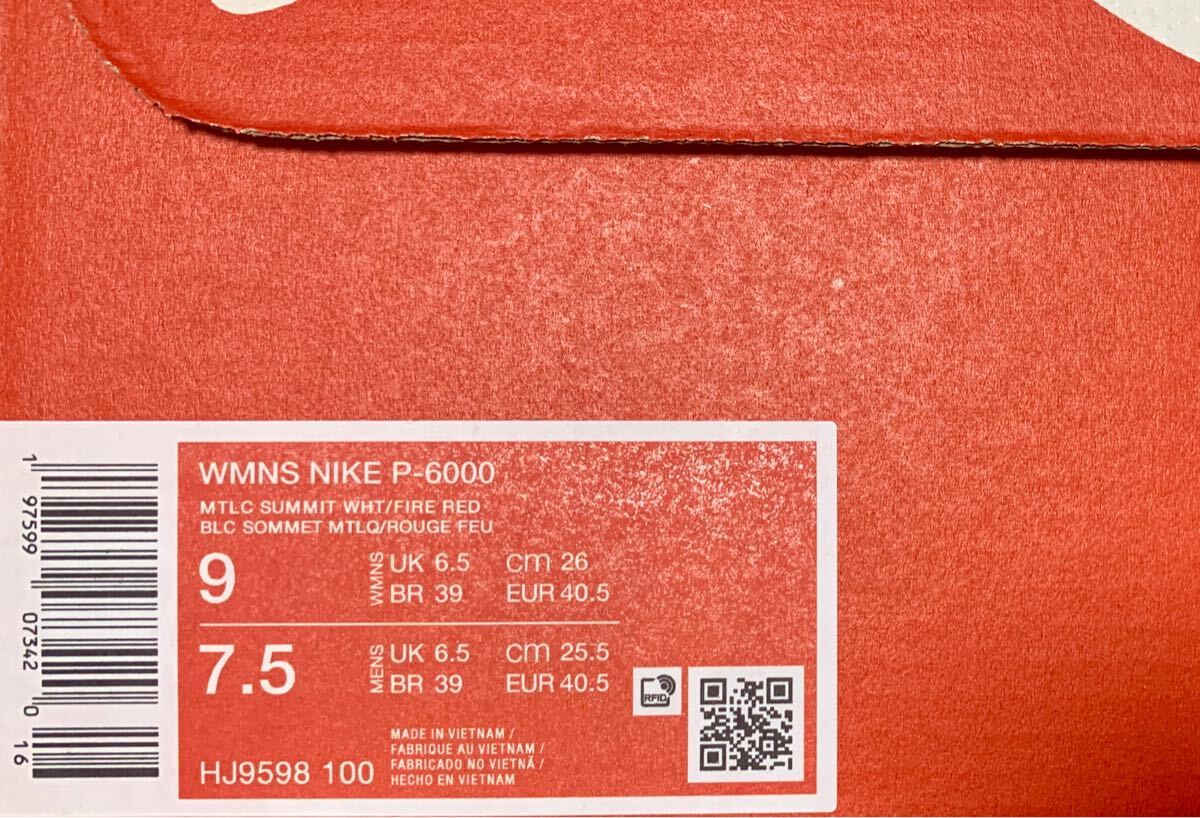 WMNS NIKE P-6000
MTLC SUMMIT WHT/FIRE RED
BLC SOMMET MTLQ/ROUGE FEU
9 WMNS UK 6.5 cm 26
BR 39 EUR 40.5
7.5 MENS UK 6.5 cm 25.5
BR 39 EUR 40.5
RFID
HJ9598 100
MADE IN VIETNAM /
FABRIQUE AU VIETNAM /
FABRICADO NO VIETNÃ /
HECHO EN VIETNAM
1 97599 07342 0 16